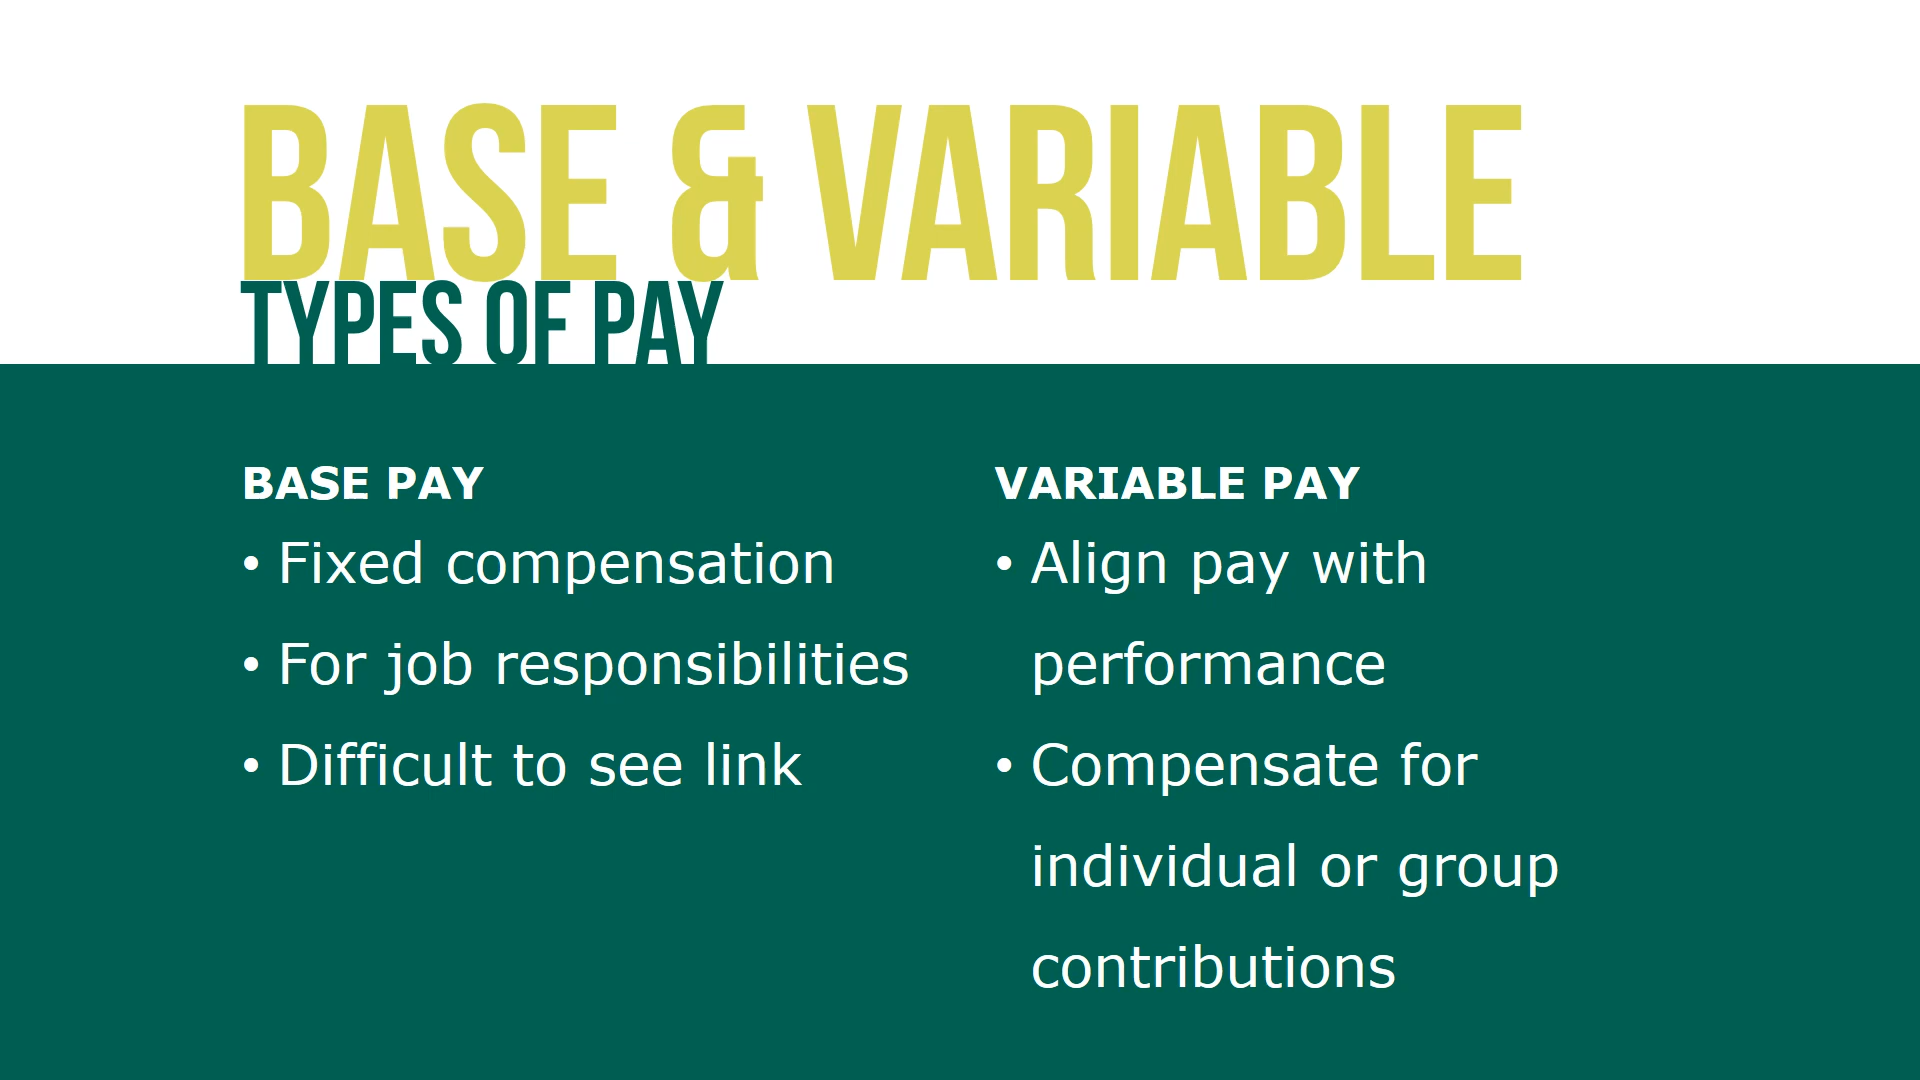 BASE & VARIABLE
TYPES OF PAY
BASE PAY
• Fixed compensation
• For job responsibilities
• Difficult to see link
VARIABLE PAY
• Align pay with
performance
• Compensate for
individual or group
contributions